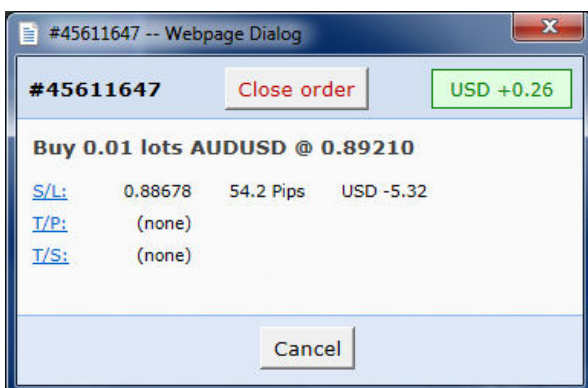 #45611647 -- Webpage Dialog
X
#45611647 Close order USD +0.26
Buy 0.01 lots AUDUSD @ 0.89210
S/L: 0.88678 54.2 Pips USD -5.32
T/P: (none)
T/S: (none)
Cancel